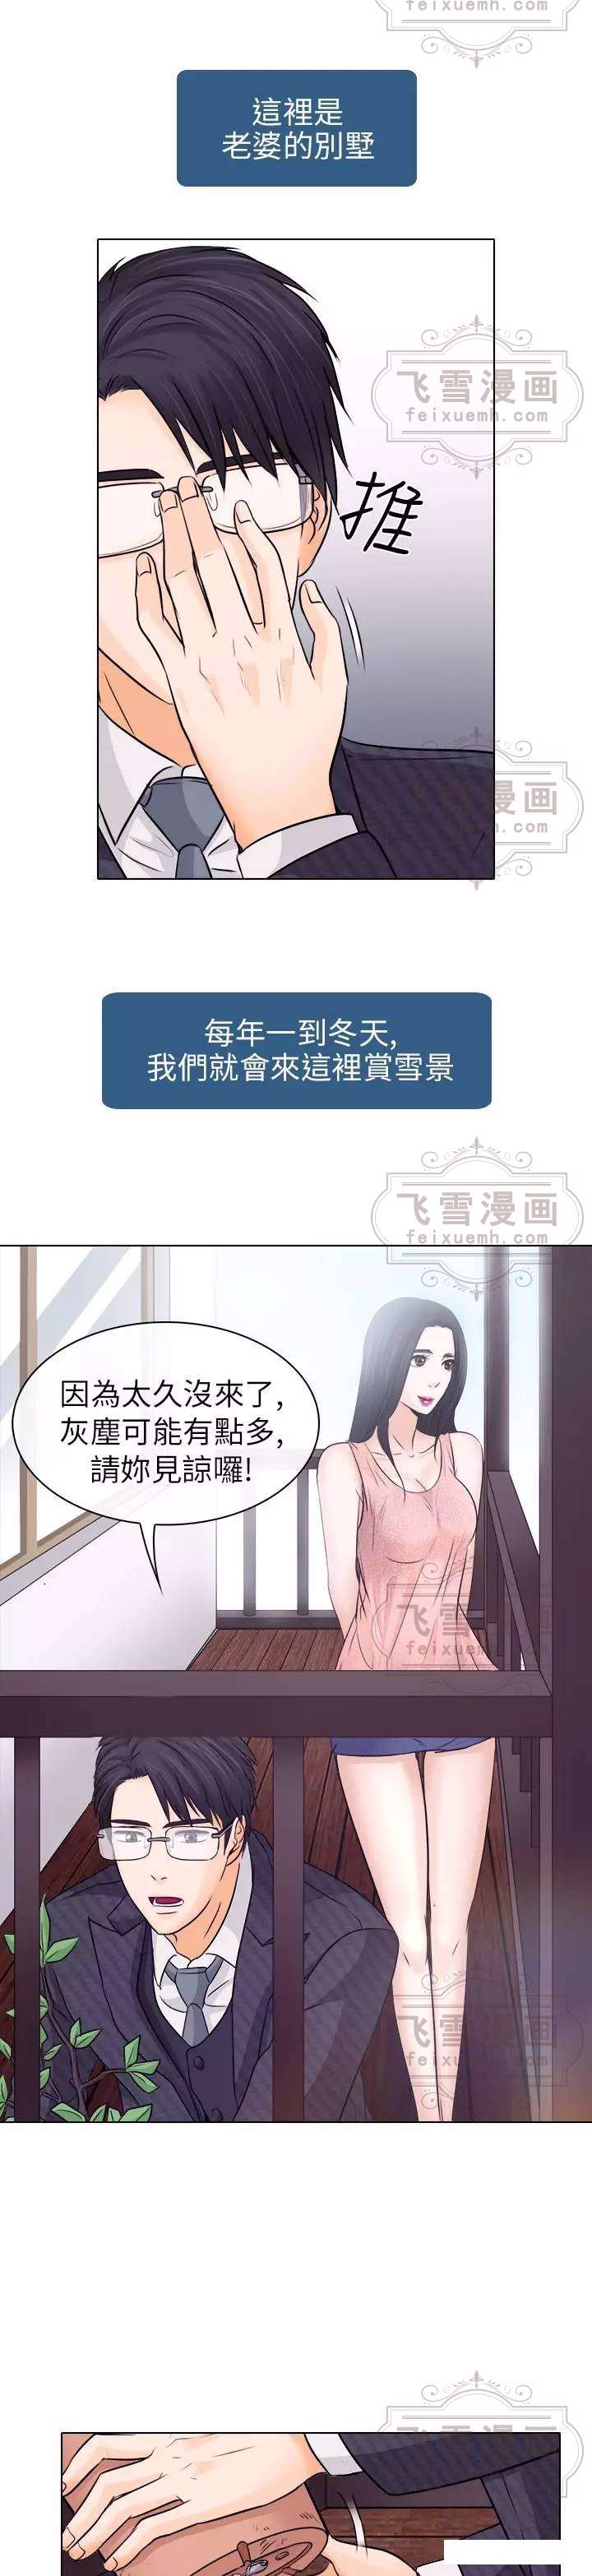 feixuemh.com
這裡是
老婆的別墅
飞雪漫画
feixuemh.com
推
漫画
.com
每年一到冬天,
我們就會來這裡賞雪景
飞雪漫画
feixuemh.com
因為太久沒來了,
灰塵可能有點多,
請妳見諒囉!
飞雪漫画
feixuemh.com
飞雪漫画
feixuemh.com